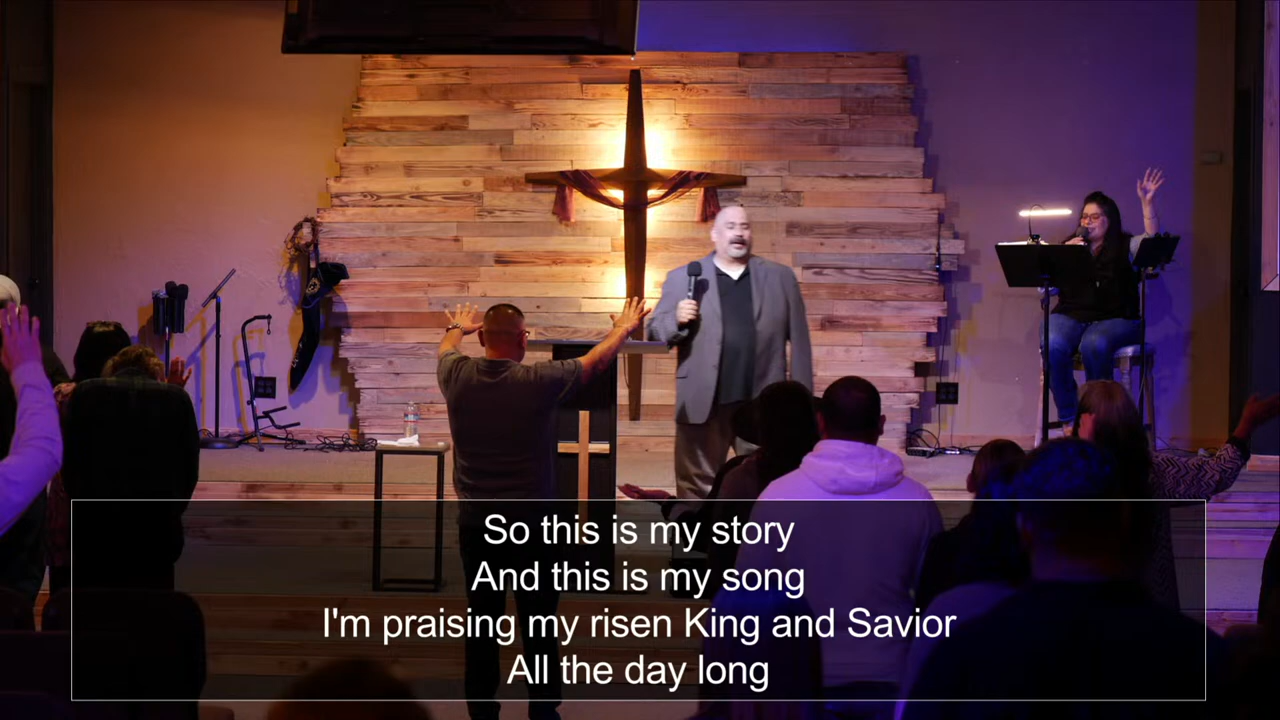 So this is my story
And this is my song
I'm praising my risen King and Savior
All the day long